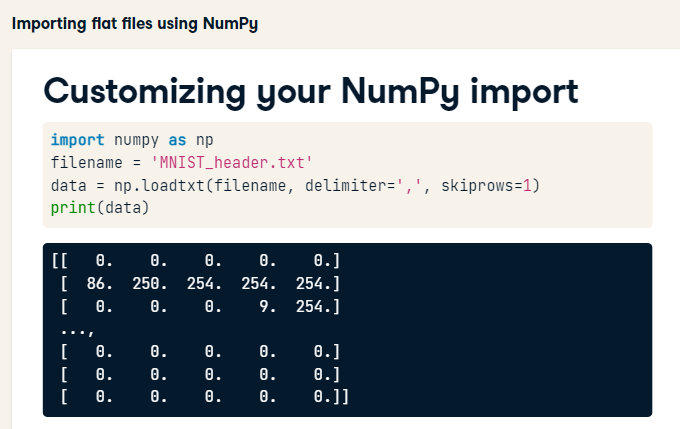 Importing flat files using NumPy
Customizing your NumPy import
import numpy as np
filename = 'MNIST_header.txt'
data = np.loadtxt(filename, delimiter=',', skiprows=1)
print(data)
[[   0.    0.    0.    0.    0.]
 [  86.  250.  254.  254.  254.]
 [   0.    0.    0.    9.  254.]
 ...,
 [   0.    0.    0.    0.    0.]
 [   0.    0.    0.    0.    0.]
 [   0.    0.    0.    0.    0.]]